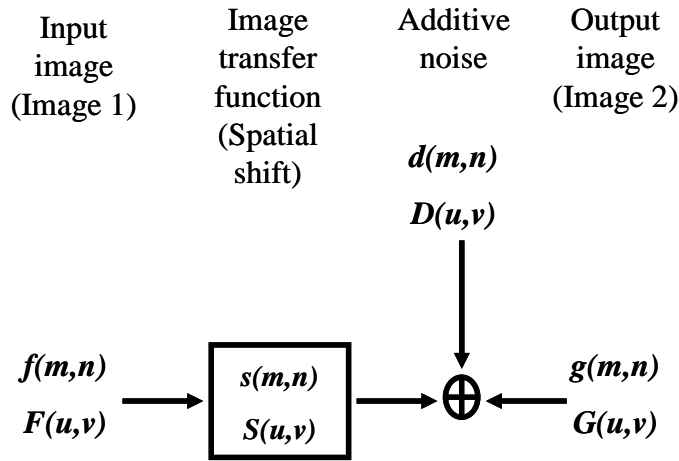 Input
image
(Image 1)
Image
transfer
function
(Spatial
shift)
Additive
noise
Output
image
(Image 2)
d(m,n)
D(u,v)
f(m,n)
F(u,v)
s(m,n)
S(u,v)
g(m,n)
G(u,v)